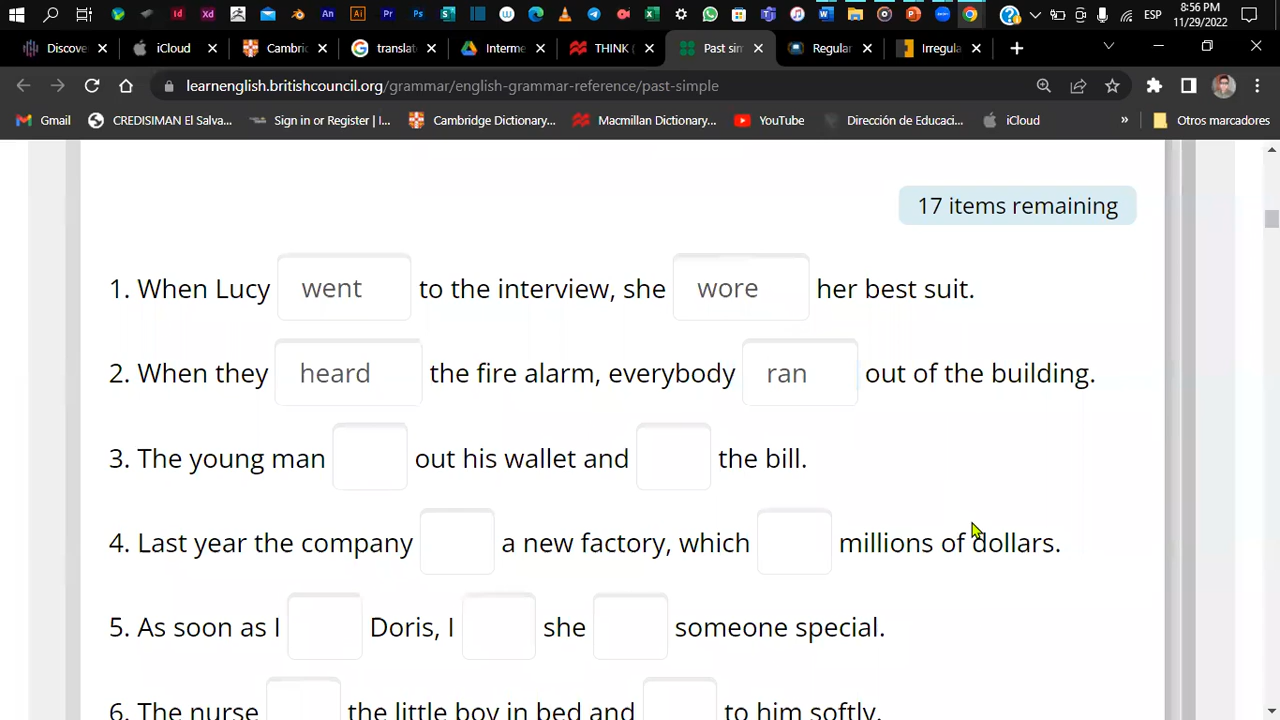 ESP
8:56 PM
11/29/2022
Discove
iCloud
Cambric
translat
Interme
THINK (
Past sim
Regular
Irregula
learnenglish.britishcouncil.org/grammar/english-grammar-reference/past-simple
Gmail
CREDISIMAN El Salva...
Sign in or Register | I...
Cambridge Dictionary...
Macmillan Dictionary...
YouTube
Dirección de Educaci...
iCloud
»
Otros marcadores
17 items remaining
1. When Lucy went to the interview, she wore her best suit.
2. When they heard the fire alarm, everybody ran out of the building.
3. The young man out his wallet and the bill.
4. Last year the company a new factory, which millions of dollars.
5. As soon as I Doris, I she someone special.
6. The nurse the little boy in bed and to him softly.